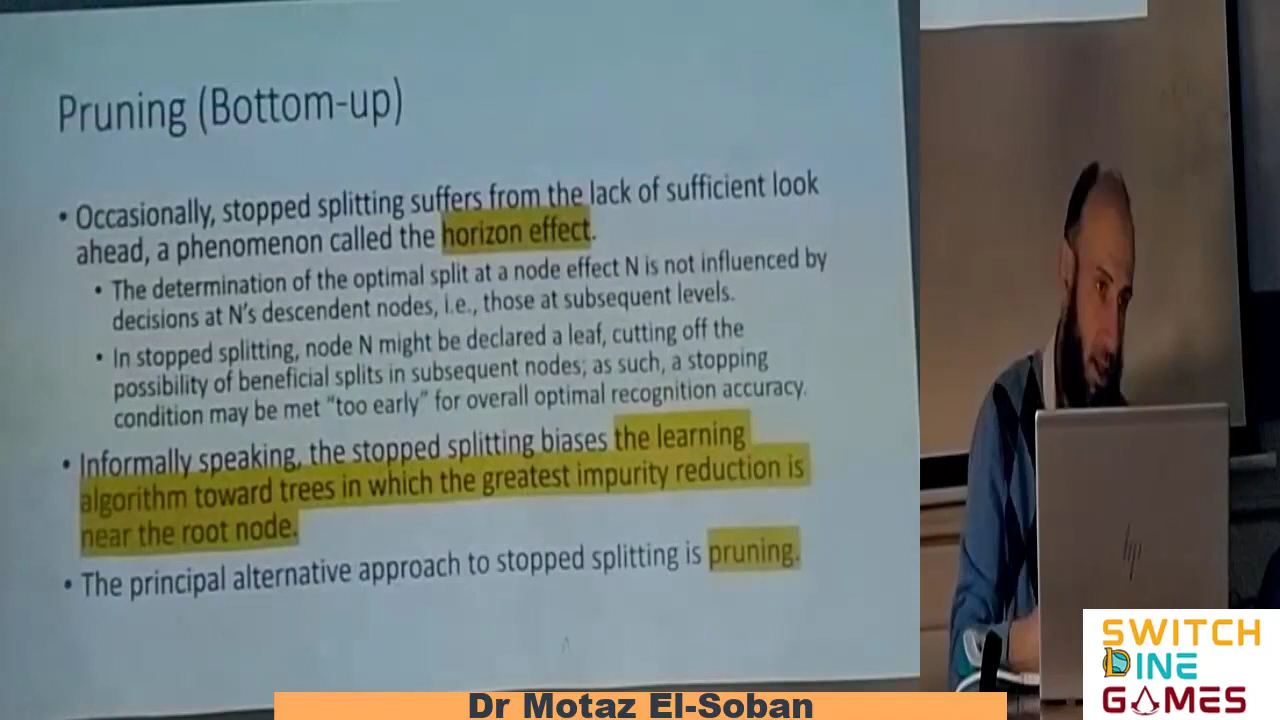 Pruning (Bottom-up)
• Occasionally, stopped splitting suffers from the lack of sufficient look
ahead, a phenomenon called the horizon effect.
• The determination of the optimal split at a node effect N is not influenced by
decisions at N's descendent nodes, i.e., those at subsequent levels.
• In stopped splitting, node N might be declared a leaf, cutting off the
possibility of beneficial splits in subsequent nodes; as such, a stopping
condition may be met “too early” for overall optimal recognition accuracy.
• Informally speaking, the stopped splitting biases the learning
algorithm toward trees in which the greatest impurity reduction is
near the root node.
• The principal alternative approach to stopped splitting is pruning.
hp
SWITCH
DINE
GAMES
Dr Motaz El-Soban